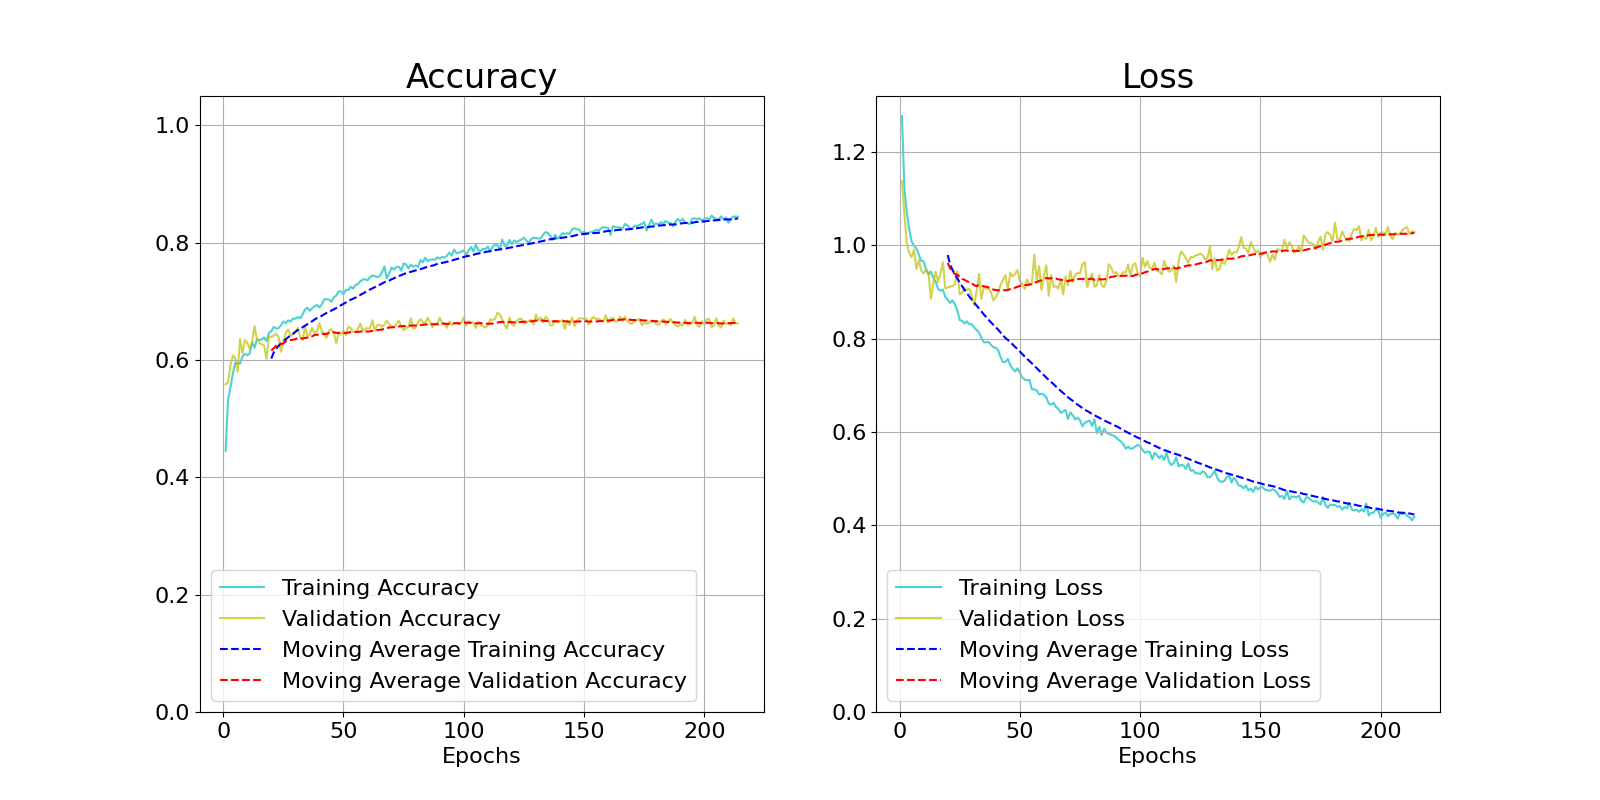 Accuracy
1.0
0.8
0.6
0.4
0.2
0.0
Training Accuracy
Validation Accuracy
Moving Average Training Accuracy
Moving Average Validation Accuracy
0 50 100 150 200
Epochs
Loss
1.2
1.0
0.8
0.6
0.4
0.2
0.0
Training Loss
Validation Loss
Moving Average Training Loss
Moving Average Validation Loss
0 50 100 150 200
Epochs